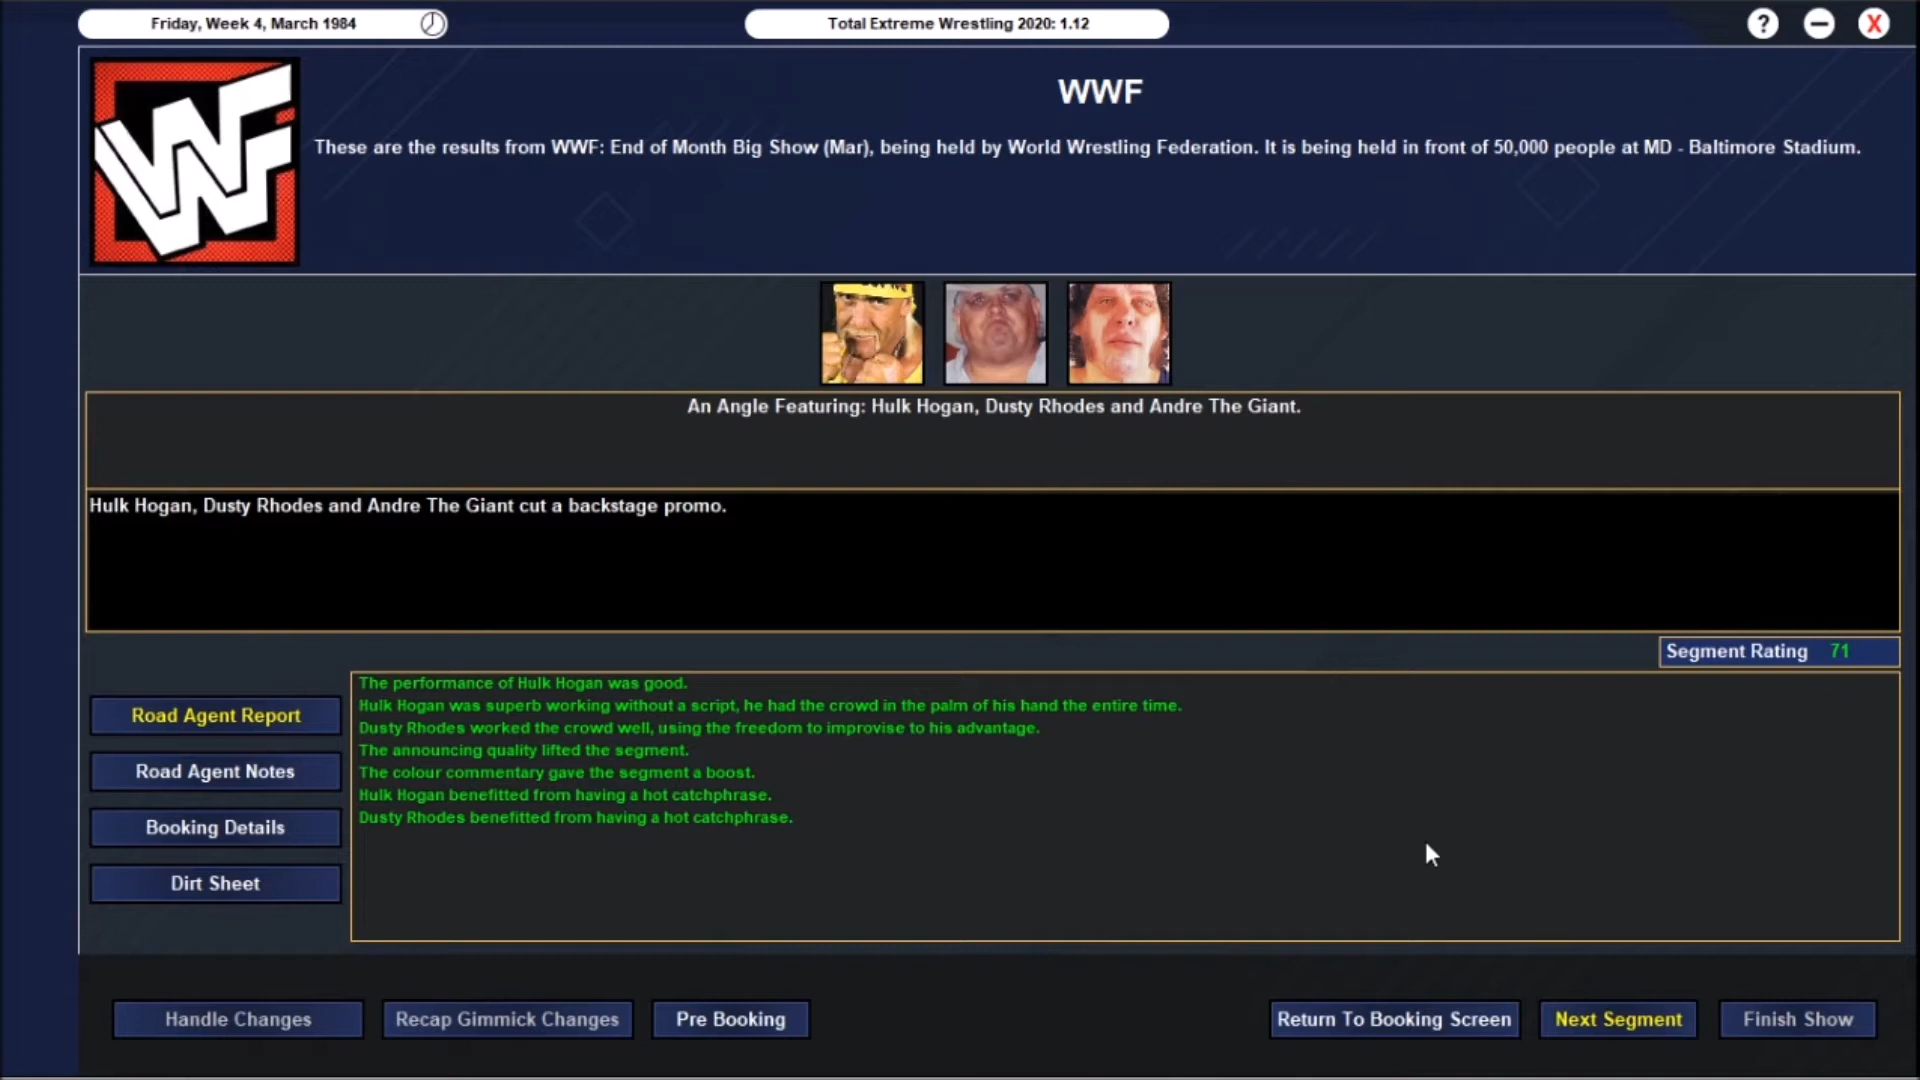 Friday, Week 4, March 1984
Total Extreme Wrestling 2020: 1.12
?
X
WWF
These are the results from WWF: End of Month Big Show (Mar), being held by World Wrestling Federation. It is being held in front of 50,000 people at MD - Baltimore Stadium.
An Angle Featuring: Hulk Hogan, Dusty Rhodes and Andre The Giant.
Hulk Hogan, Dusty Rhodes and Andre The Giant cut a backstage promo.
Segment Rating 71
Road Agent Report
Road Agent Notes
Booking Details
Dirt Sheet
The performance of Hulk Hogan was good.
Hulk Hogan was superb working without a script, he had the crowd in the palm of his hand the entire time.
Dusty Rhodes worked the crowd well, using the freedom to improvise to his advantage.
The announcing quality lifted the segment.
The colour commentary gave the segment a boost.
Hulk Hogan benefitted from having a hot catchphrase.
Dusty Rhodes benefitted from having a hot catchphrase.
Handle Changes
Recap Gimmick Changes
Pre Booking
Return To Booking Screen
Next Segment
Finish Show